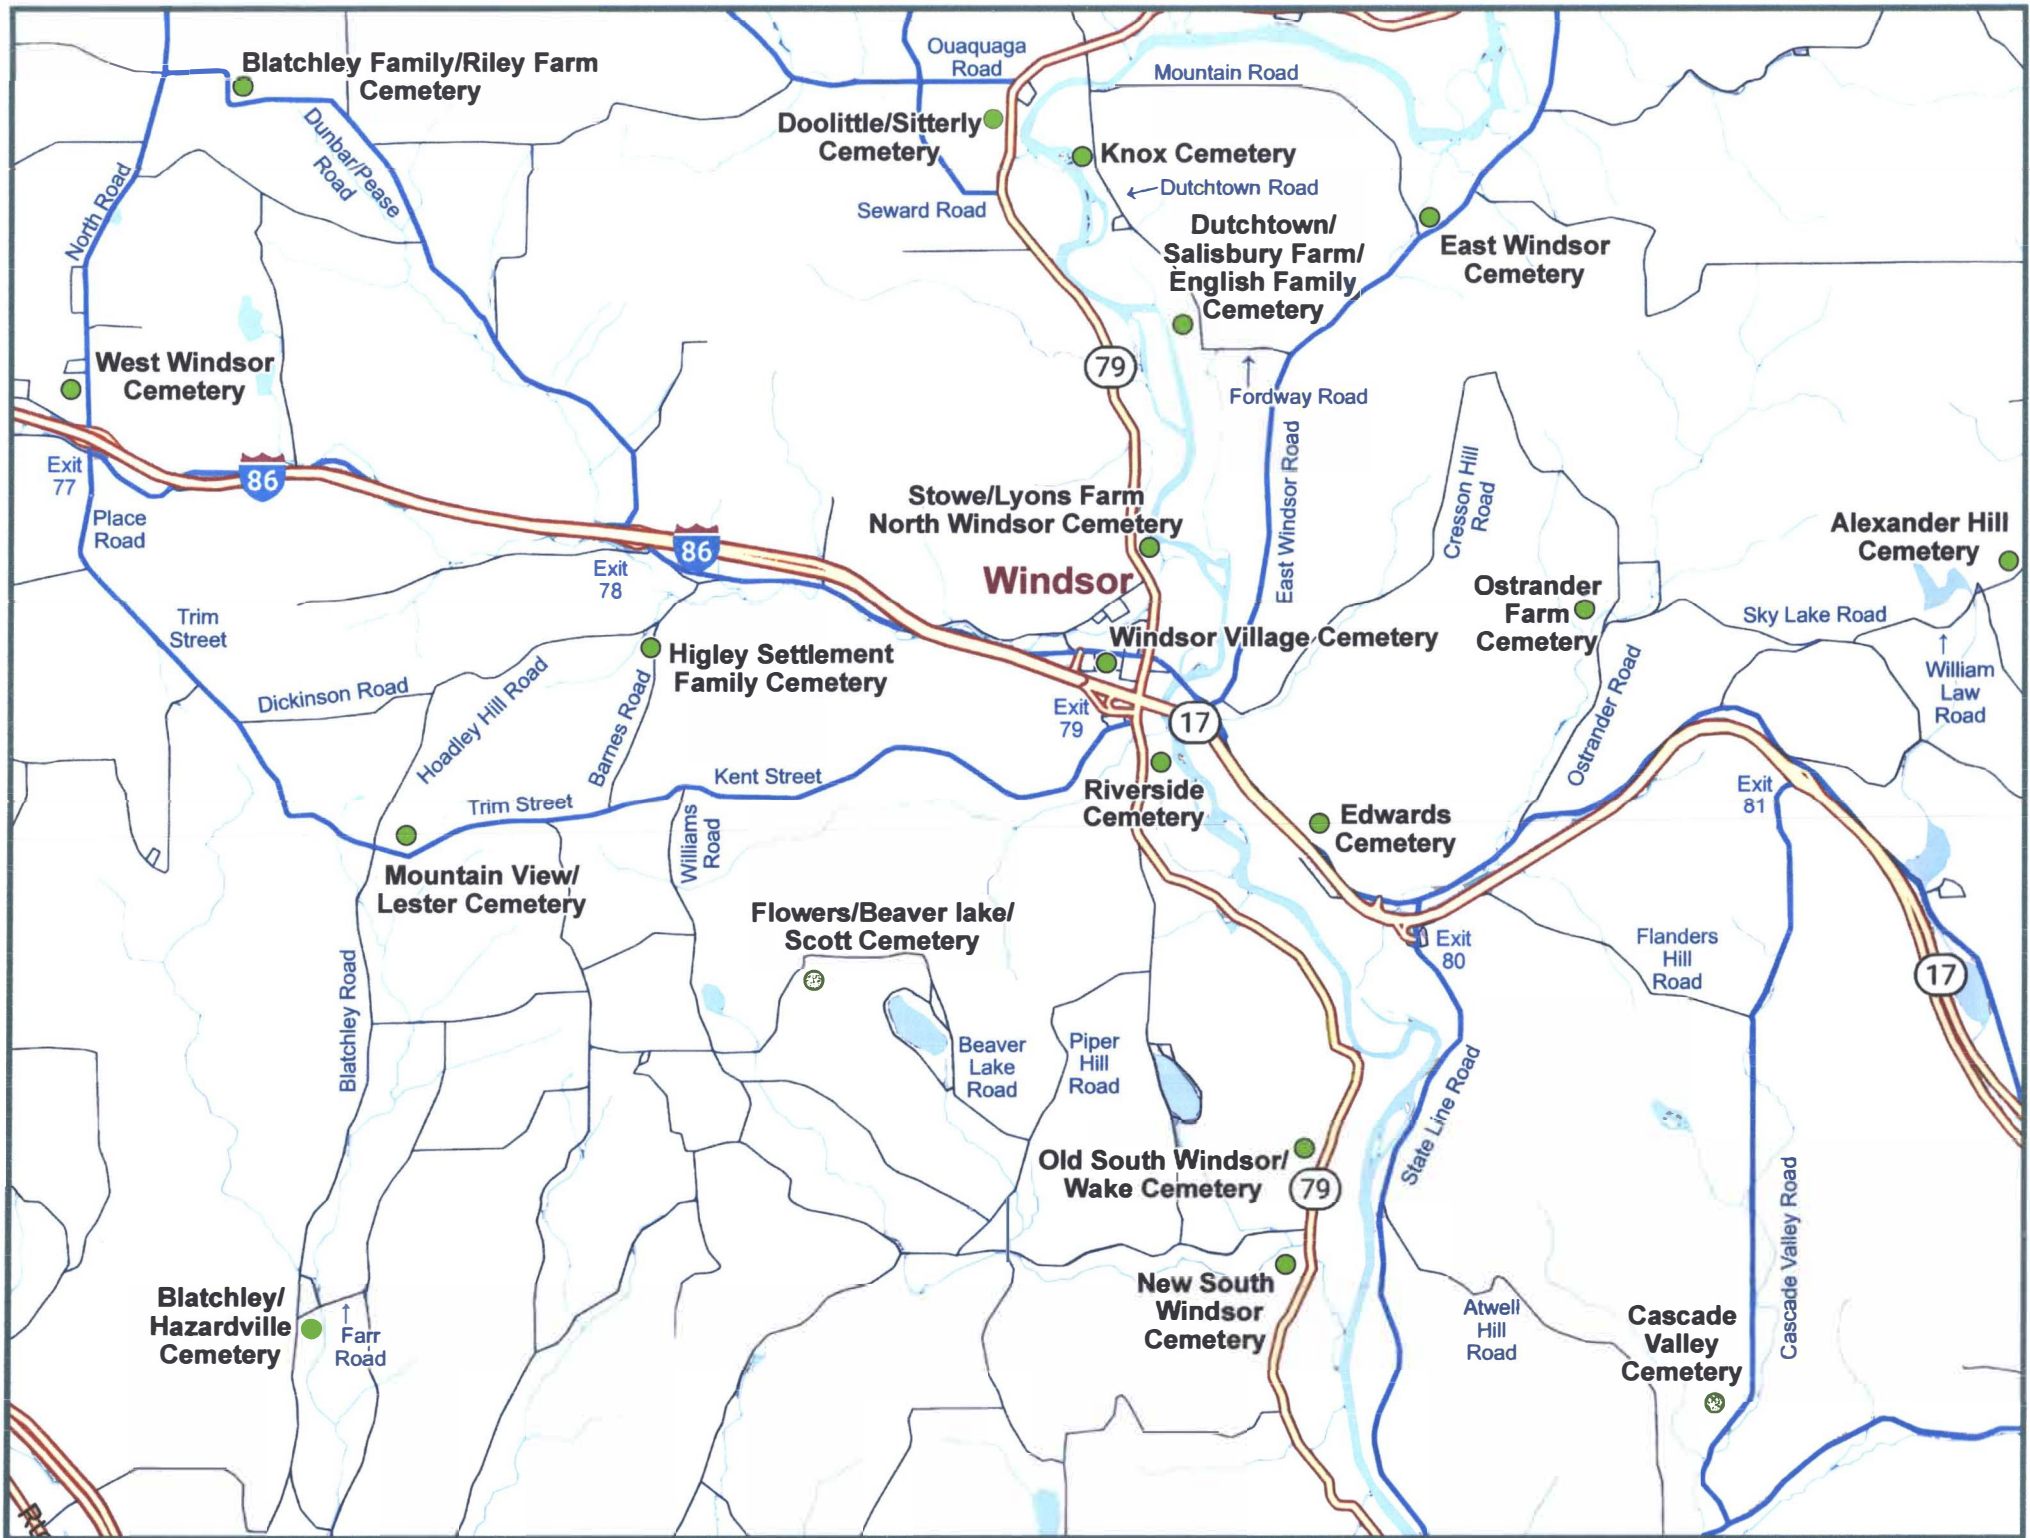 Blatchley Family/Riley Farm
Cemetery
Ouaquaga
Road
Mountain Road
Doolittle/Sitterly
Cemetery
Knox Cemetery
Dunbar/Pease
Road
Dutchtown Road
North Road
Seward Road
Dutchtown/
Salisbury Farm/
English Family
Cemetery
East Windsor
Cemetery
West Windsor
Cemetery
79
Fordway Road
Exit
77
86
East Windsor Road
Cresson Hill
Road
Stowe/Lyons Farm
North Windsor Cemetery
Place
Road
Alexander Hill
Cemetery
86
Exit
78
Windsor
Ostrander
Farm
Cemetery
Sky Lake Road
Trim
Street
Windsor Village Cemetery
Higley Settlement
Family Cemetery
William
Law
Road
Dickinson Road
Hoadley Hill Road
Barnes Road
Ostrander Road
Exit
79
17
Kent Street
Trim Street
Riverside
Cemetery
Exit
81
Edwards
Cemetery
Williams
Road
Mountain View/
Lester Cemetery
Flowers/Beaver lake/
Scott Cemetery
Exit
80
Flanders
Hill
Road
17
Blatchley Road
Beaver
Lake
Road
Piper
Hill
Road
State Line Road
Old South Windsor/
Wake Cemetery
79
Cascade Valley Road
New South
Windsor
Cemetery
Atwell
Hill
Road
Blatchley/
Hazardville
Cemetery
Farr
Road
Cascade
Valley
Cemetery